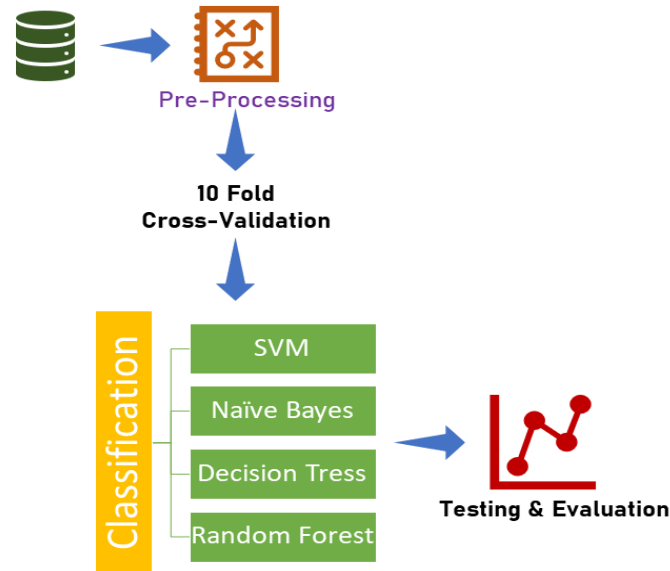 Pre-Processing
10 Fold
Cross-Validation
Classification
SVM
Naïve Bayes
Decision Tress
Random Forest
Testing & Evaluation